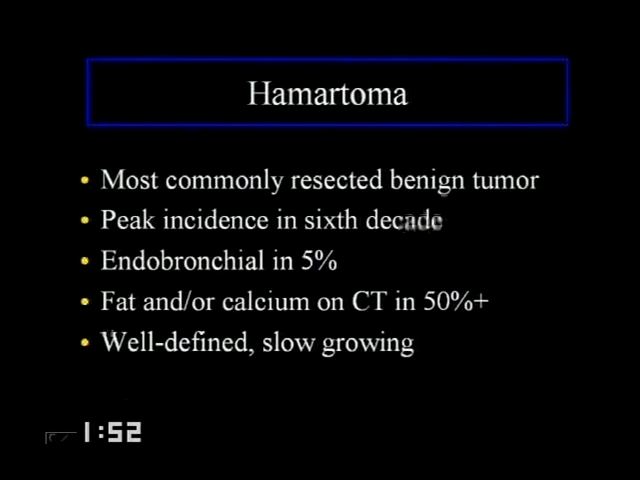 Hamartoma
• Most commonly resected benign tumor
• Peak incidence in sixth decade
• Endobronchial in 5%
• Fat and/or calcium on CT in 50%+
• Well-defined, slow growing
1:52